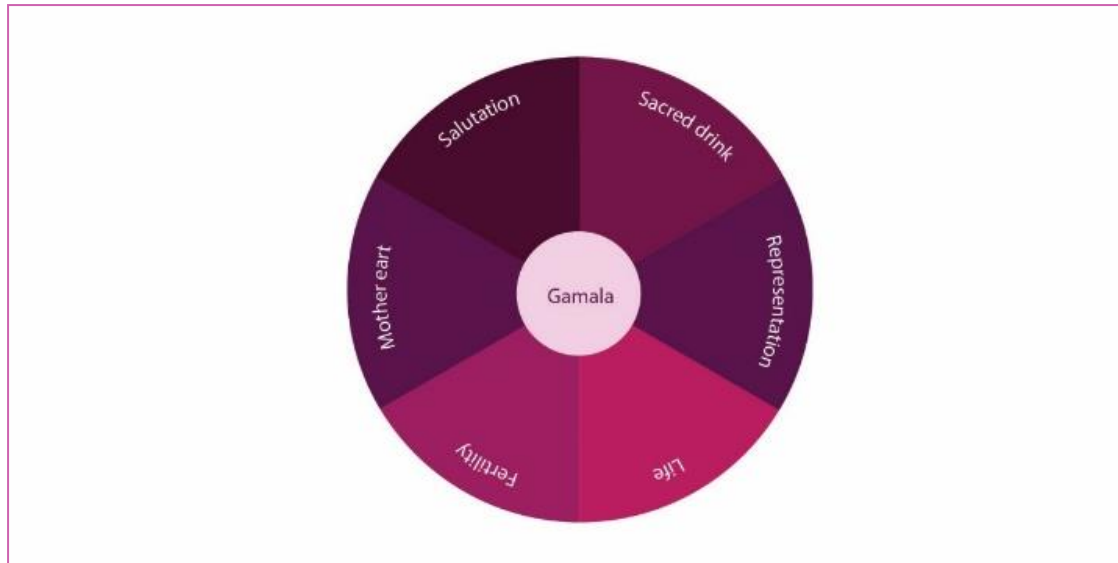 Salutation
Sacred drink
Representation
Life
Fertility
Mother eart
Gamala